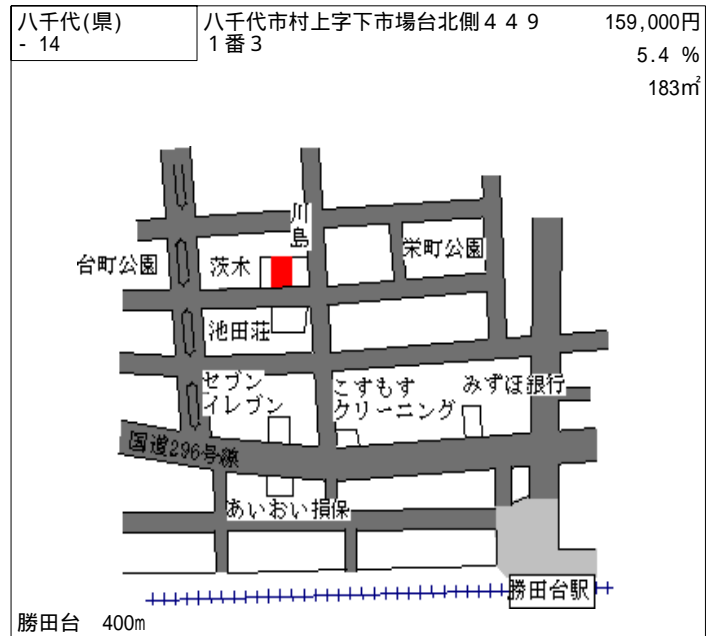 八千代(県)
- 14
八千代市村上字下市場台北側４４９
１番３
159,000円
5.4 %
183㎡
川島
台町公園
茨木
栄町公園
池田荘
セブン
イレブン
こすもす
クリーニング
みずほ銀行
国道296号線
あいおい損保
勝田台駅
勝田台 400m